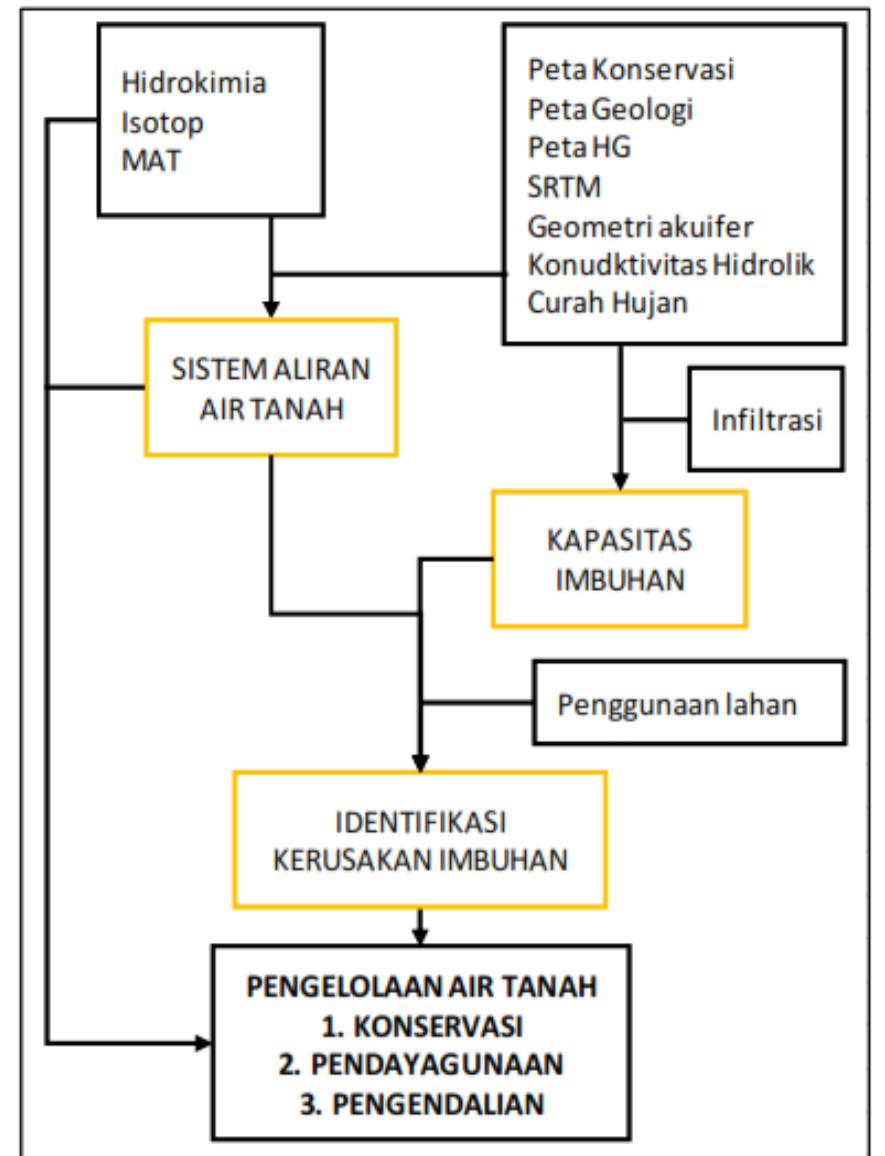 Hidrokimia
Isotop
MAT
Peta Konservasi
Peta Geologi
Peta HG
SRTM
Geometri akuifer
Konudktivitas Hidrolik
Curah Hujan
SISTEM ALIRAN
AIR TANAH
Infiltrasi
KAPASITAS
IMBUHAN
Penggunaan lahan
IDENTIFIKASI
KERUSAKAN IMBUHAN
PENGELOLAAN AIR TANAH
1. KONSERVASI
2. PENDAYAGUNAAN
3. PENGENDALIAN